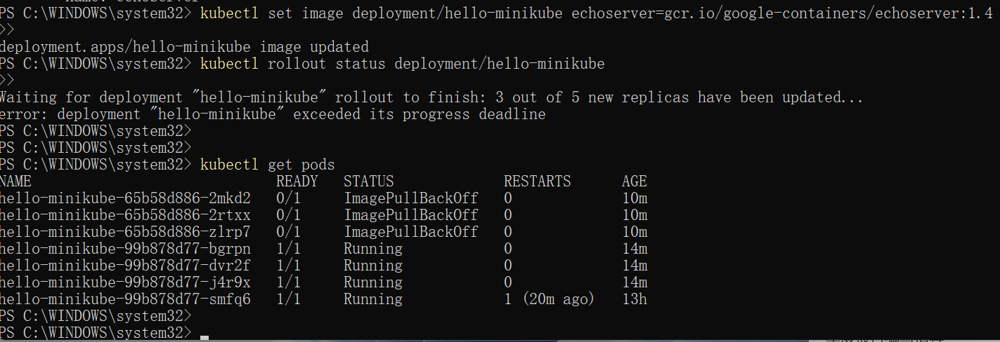 name: echoserver
PS C:\WINDOWS\system32> kubectl set image deployment/hello-minikube echoserver=gcr.io/google-containers/echoserver:1.4
>>
deployment.apps/hello-minikube image updated
PS C:\WINDOWS\system32> kubectl rollout status deployment/hello-minikube
>>
Waiting for deployment "hello-minikube" rollout to finish: 3 out of 5 new replicas have been updated...
error: deployment "hello-minikube" exceeded its progress deadline
PS C:\WINDOWS\system32>
PS C:\WINDOWS\system32>
PS C:\WINDOWS\system32> kubectl get pods
NAME READY STATUS RESTARTS AGE
hello-minikube-65b58d886-2mkd2 0/1 ImagePullBackOff 0 10m
hello-minikube-65b58d886-2rtxx 0/1 ImagePullBackOff 0 10m
hello-minikube-65b58d886-zlrp7 0/1 ImagePullBackOff 0 10m
hello-minikube-99b878d77-bgrpn 1/1 Running 0 14m
hello-minikube-99b878d77-dvr2f 1/1 Running 0 14m
hello-minikube-99b878d77-j4r9x 1/1 Running 0 14m
hello-minikube-99b878d77-smfq6 1/1 Running 1 (20m ago) 13h
PS C:\WINDOWS\system32>
PS C:\WINDOWS\system32>